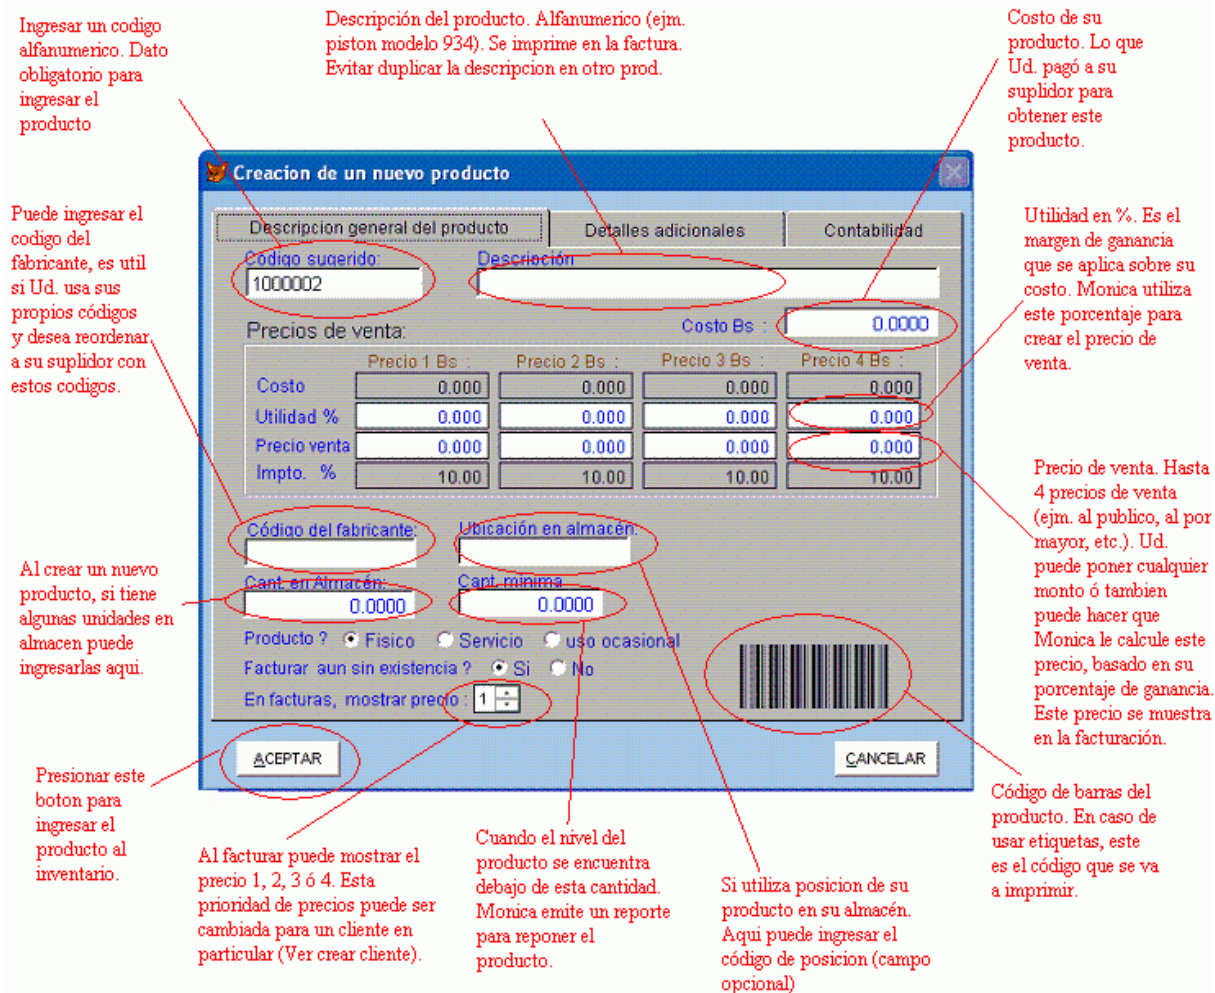 Ingresar un codigo
alfanumerico. Dato
obligatorio para
ingresar el
producto
Descripción del producto. Alfanumerico (ejm.
piston modelo 934). Se imprime en la factura.
Evitar duplicar la descripcion en otro prod.
Costo de su
producto. Lo que
Ud. pagó a su
suplidor para
obtener este
producto.
Puede ingresar el
codigo del
fabricante, es util
si Ud. usa sus
propios códigos
y desea reordenar
a su suplidor con
estos codigos.
Utilidad en %. Es el
margen de ganancia
que se aplica sobre su
costo. Monica utiliza
este porcentaje para
crear el precio de
venta.
Creacion de un nuevo producto
Descripcion general del producto
Detalles adicionales
Contabilidad
Código sugerido:
Descripción
1000002
Precios de venta:
Costo Bs :
0.0000
Precio 1 Bs :
Precio 2 Bs :
Precio 3 Bs :
Precio 4 Bs :
Costo 0.000 0.000 0.000 0.000
Utilidad % 0.000 0.000 0.000 0.000
Precio venta 0.000 0.000 0.000 0.000
Impto. % 10.00 10.00 10.00 10.00
Código del fabricante:
Ubicación en almacén:
Cant. en Almacén:
Cant. minima
0.0000
0.0000
Producto ? Fisico Servicio uso ocasional
Facturar aun sin existencia ? Si No
En facturas, mostrar precio : 1
ACEPTAR
CANCELAR
Al crear un nuevo
producto, si tiene
algunas unidades en
almacen puede
ingresarlas aqui.
Precio de venta. Hasta
4 precios de venta
(ejm. al publico, al por
mayor, etc.). Ud.
puede poner cualquier
monto ó tambien
puede hacer que
Monica le calcule este
precio, basado en su
porcentaje de ganancia.
Este precio se muestra
en la facturación.
Presionar este
boton para
ingresar el
producto al
inventario.
Al facturar puede mostrar el
precio 1, 2, 3 ó 4. Esta
prioridad de precios puede ser
cambiada para un cliente en
particular (Ver crear cliente).
Cuando el nivel del
producto se encuentra
debajo de esta cantidad.
Monica emite un reporte
para reponer el
producto.
Si utiliza posicion de su
producto en su almacén.
Aqui puede ingresar el
código de posicion (campo
opcional)
Código de barras del
producto. En caso de
usar etiquetas, este
es el código que se va
a imprimir.